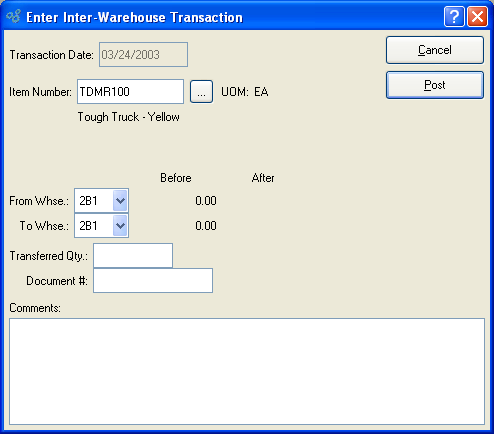 Enter Inter-Warehouse Transaction
Transaction Date: 03/24/2003
Cancel
Item Number: TDMR100 ... UOM: EA
Post
Tough Truck - Yellow
Before After
From Whse.: 2B1 0.00
To Whse.: 2B1 0.00
Transferred Qty.:
Document #:
Comments: